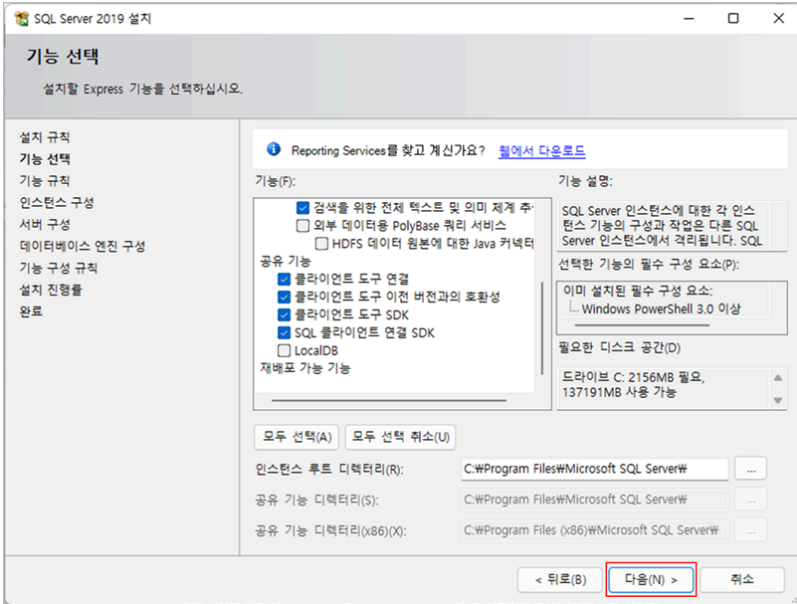 SQL Server 2019 설치
기능 선택
설치할 Express 기능을 선택하십시오.
설치 규칙
기능 선택
기능 규칙
인스턴스 구성
서버 구성
데이터베이스 엔진 구성
기능 구성 규칙
설치 진행률
완료
Reporting Services를 찾고 계신가요? 웹에서 다운로드
기능(F):
검색을 위한 전체 텍스트 및 의미 체계 추
외부 데이터용 PolyBase 쿼리 서비스
HDFS 데이터 원본에 대한 Java 커넥터
공유 기능
클라이언트 도구 연결
클라이언트 도구 이전 버전과의 호환성
클라이언트 도구 SDK
SQL 클라이언트 연결 SDK
LocalDB
재배포 가능 기능
기능 설명:
SQL Server 인스턴스에 대한 각 인스
턴스 기능의 구성과 작업은 다른 SQL
Server 인스턴스에서 격리됩니다. SQL
선택한 기능의 필수 구성 요소(P):
이미 설치된 필수 구성 요소:
Windows PowerShell 3.0 이상
필요한 디스크 공간(D)
드라이브 C: 2156MB 필요,
137191MB 사용 가능
모두 선택(A) 모두 선택 취소(U)
인스턴스 루트 디렉터리(R): C:₩Program Files₩Microsoft SQL Server₩ ...
공유 기능 디렉터리(S): C:₩Program Files₩Microsoft SQL Server₩ ...
공유 기능 디렉터리(x86)(X): C:₩Program Files (x86)₩Microsoft SQL Server₩ ...
< 뒤로(B) 다음(N) > 취소